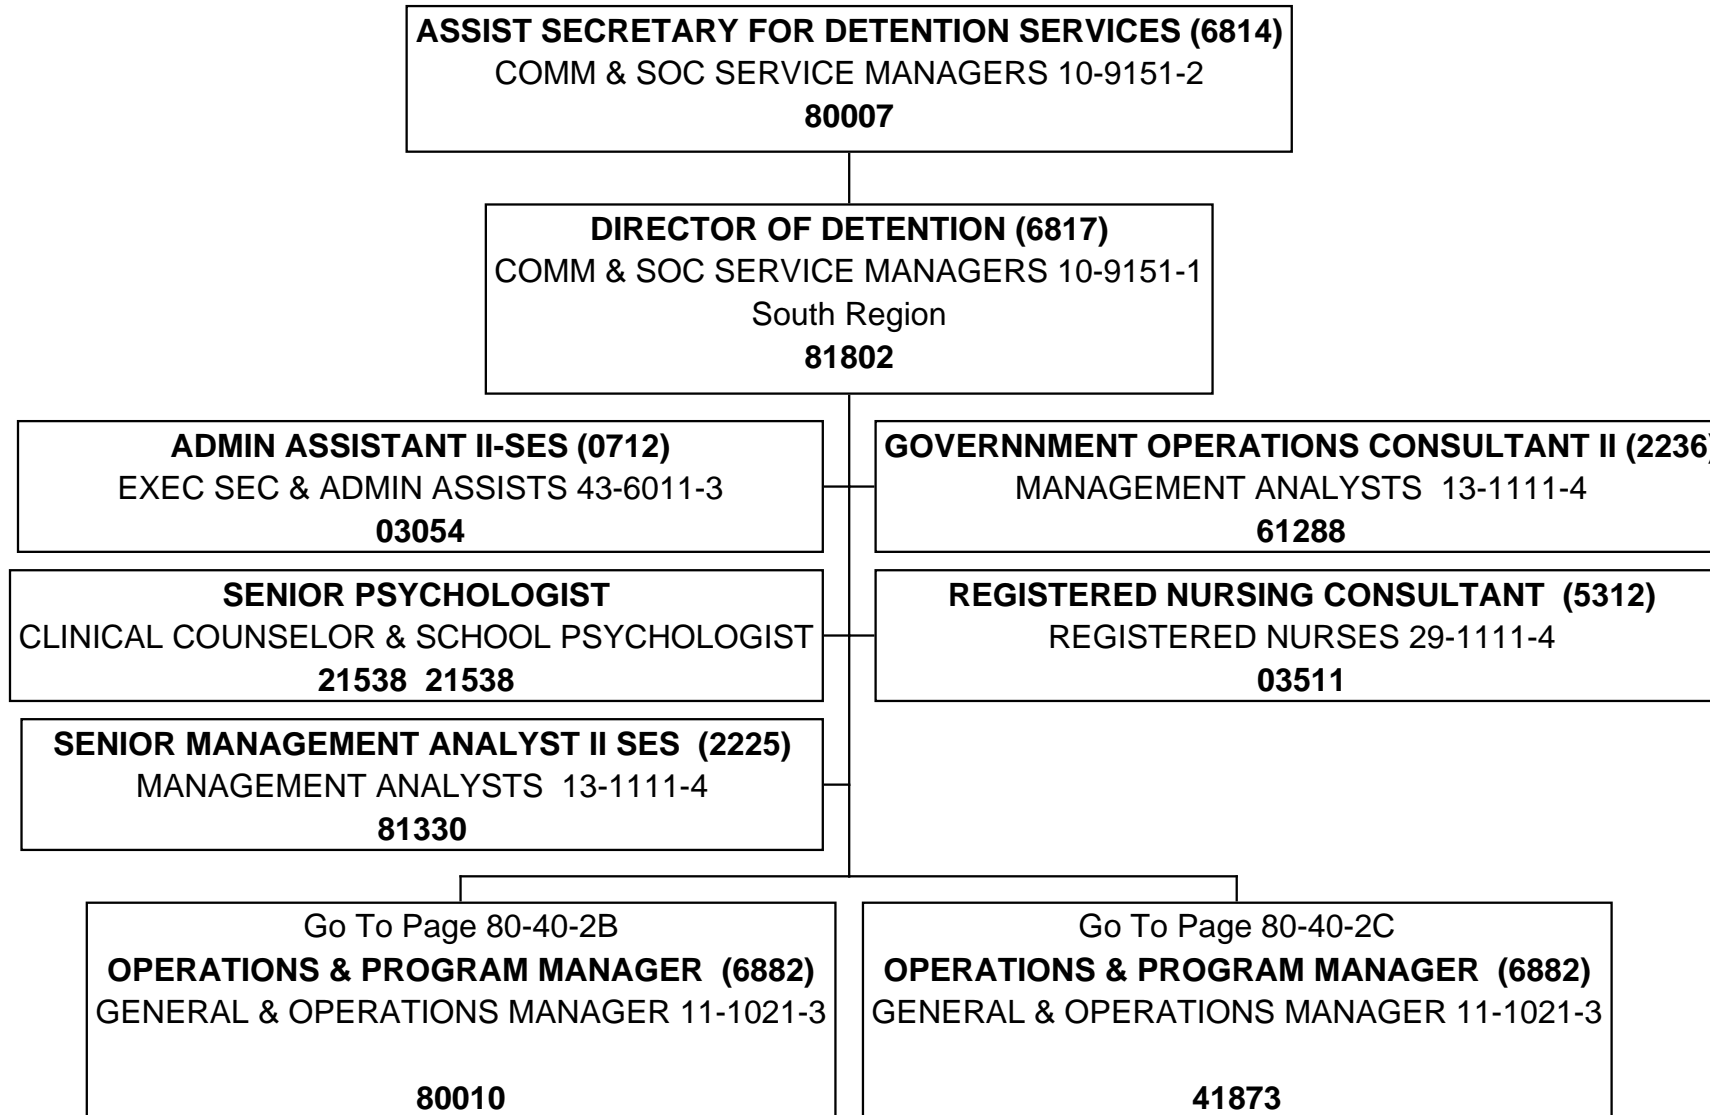 ASSIST SECRETARY FOR DETENTION SERVICES (6814)
COMM & SOC SERVICE MANAGERS 10-9151-2
80007
DIRECTOR OF DETENTION (6817)
COMM & SOC SERVICE MANAGERS 10-9151-1
South Region
81802
ADMIN ASSISTANT II-SES (0712)
EXEC SEC & ADMIN ASSISTS 43-6011-3
03054
GOVERNNMENT OPERATIONS CONSULTANT II (2236)
MANAGEMENT ANALYSTS  13-1111-4
61288
SENIOR PSYCHOLOGIST
CLINICAL COUNSELOR & SCHOOL PSYCHOLOGIST
21538  21538
REGISTERED NURSING CONSULTANT  (5312)
REGISTERED NURSES 29-1111-4
03511
SENIOR MANAGEMENT ANALYST II SES  (2225)
MANAGEMENT ANALYSTS  13-1111-4
81330
Go To Page 80-40-2B
OPERATIONS & PROGRAM MANAGER  (6882)
GENERAL & OPERATIONS MANAGER 11-1021-3
80010
Go To Page 80-40-2C
OPERATIONS & PROGRAM MANAGER  (6882)
GENERAL & OPERATIONS MANAGER 11-1021-3
41873